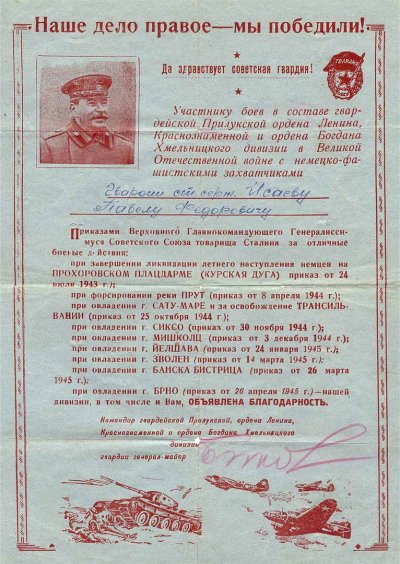 Наше дело правое—мы победили!
ГВАРДИЯ
Да здравствует советская гвардия!
Участнику боев в составе гвар-
дейской Прилукской ордена Ленина,
Краснознаменной и ордена Богдана
Хмельницкого дивизии в Великой
Отечественной войне с немецко-фа-
шистскими захватчиками
Гвардии ст. серж. Исаеву
Павелу Федоровичу
Приказами Верховного Главнокомандующего Генералисси-
муса Советского Союза товарища Сталина за отличные
боевые действия:
при завершении ликвидации летнего наступления немцев на
ПРОХОРОВСКОМ ПЛАЦДАРМЕ (КУРСКАЯ ДУГА) приказ от 24
июля 1943 г.);
при форсировании реки ПРУТ (приказ от 8 апреля 1944 г.);
при овладении г. САТУ-МАРЕ и за освобождение ТРАНСИЛЬ-
ВАНИИ (приказ от 25 октября 1944 г.);
при овладении г. СИКСО (приказ от 30 ноября 1944 г.);
при овладении г. МИШКОЛЦ (приказ от 3 декабря 1944 г.);
при овладении г. ЙЕЛШАВА (приказ от 24 января 1945 г.);
при овладении г. ЗВОЛЕН (приказ от 14 марта 1945 г.);
при овладении г. БАНСКА БИСТРИЦА (приказ от 26 марта
1945 г.);
при овладении г. БРНО (приказ от 26 апреля 1945 г.)—нашей
дивизии, в том числе и Вам, ОБЪЯВЛЕНА БЛАГОДАРНОСТЬ.
Командир гвардейской Прилукской, ордена Ленина,
Краснознаменной и ордена Богдана Хмельницкого
дивизии
гвардии генерал-майор